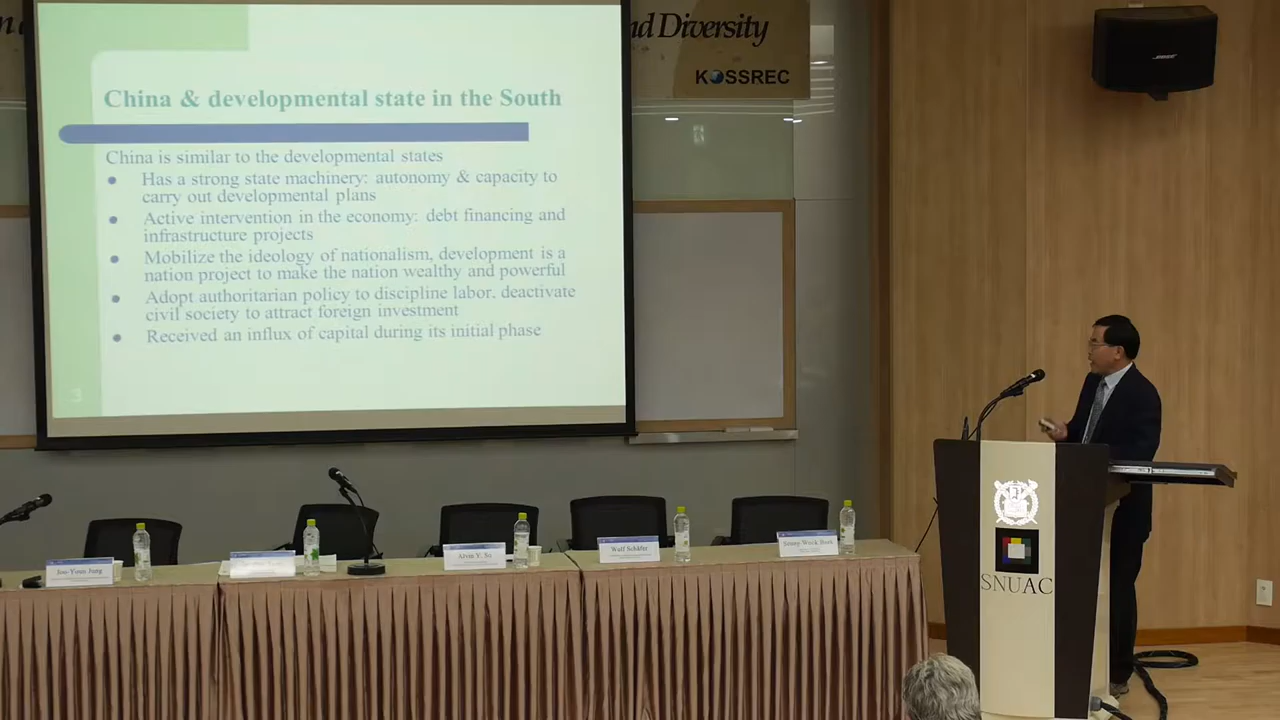 nd Diversity
KOSSREC
BOSE
China & developmental state in the South
China is similar to the developmental states
● Has a strong state machinery: autonomy & capacity to
carry out developmental plans
● Active intervention in the economy: debt financing and
infrastructure projects
● Mobilize the ideology of nationalism, development is a
nation project to make the nation wealthy and powerful
● Adopt authoritarian policy to discipline labor, deactivate
civil society to attract foreign investment
● Received an influx of capital during its initial phase
3
Alvin Y. So
Wolf Schäfer
SNUAC